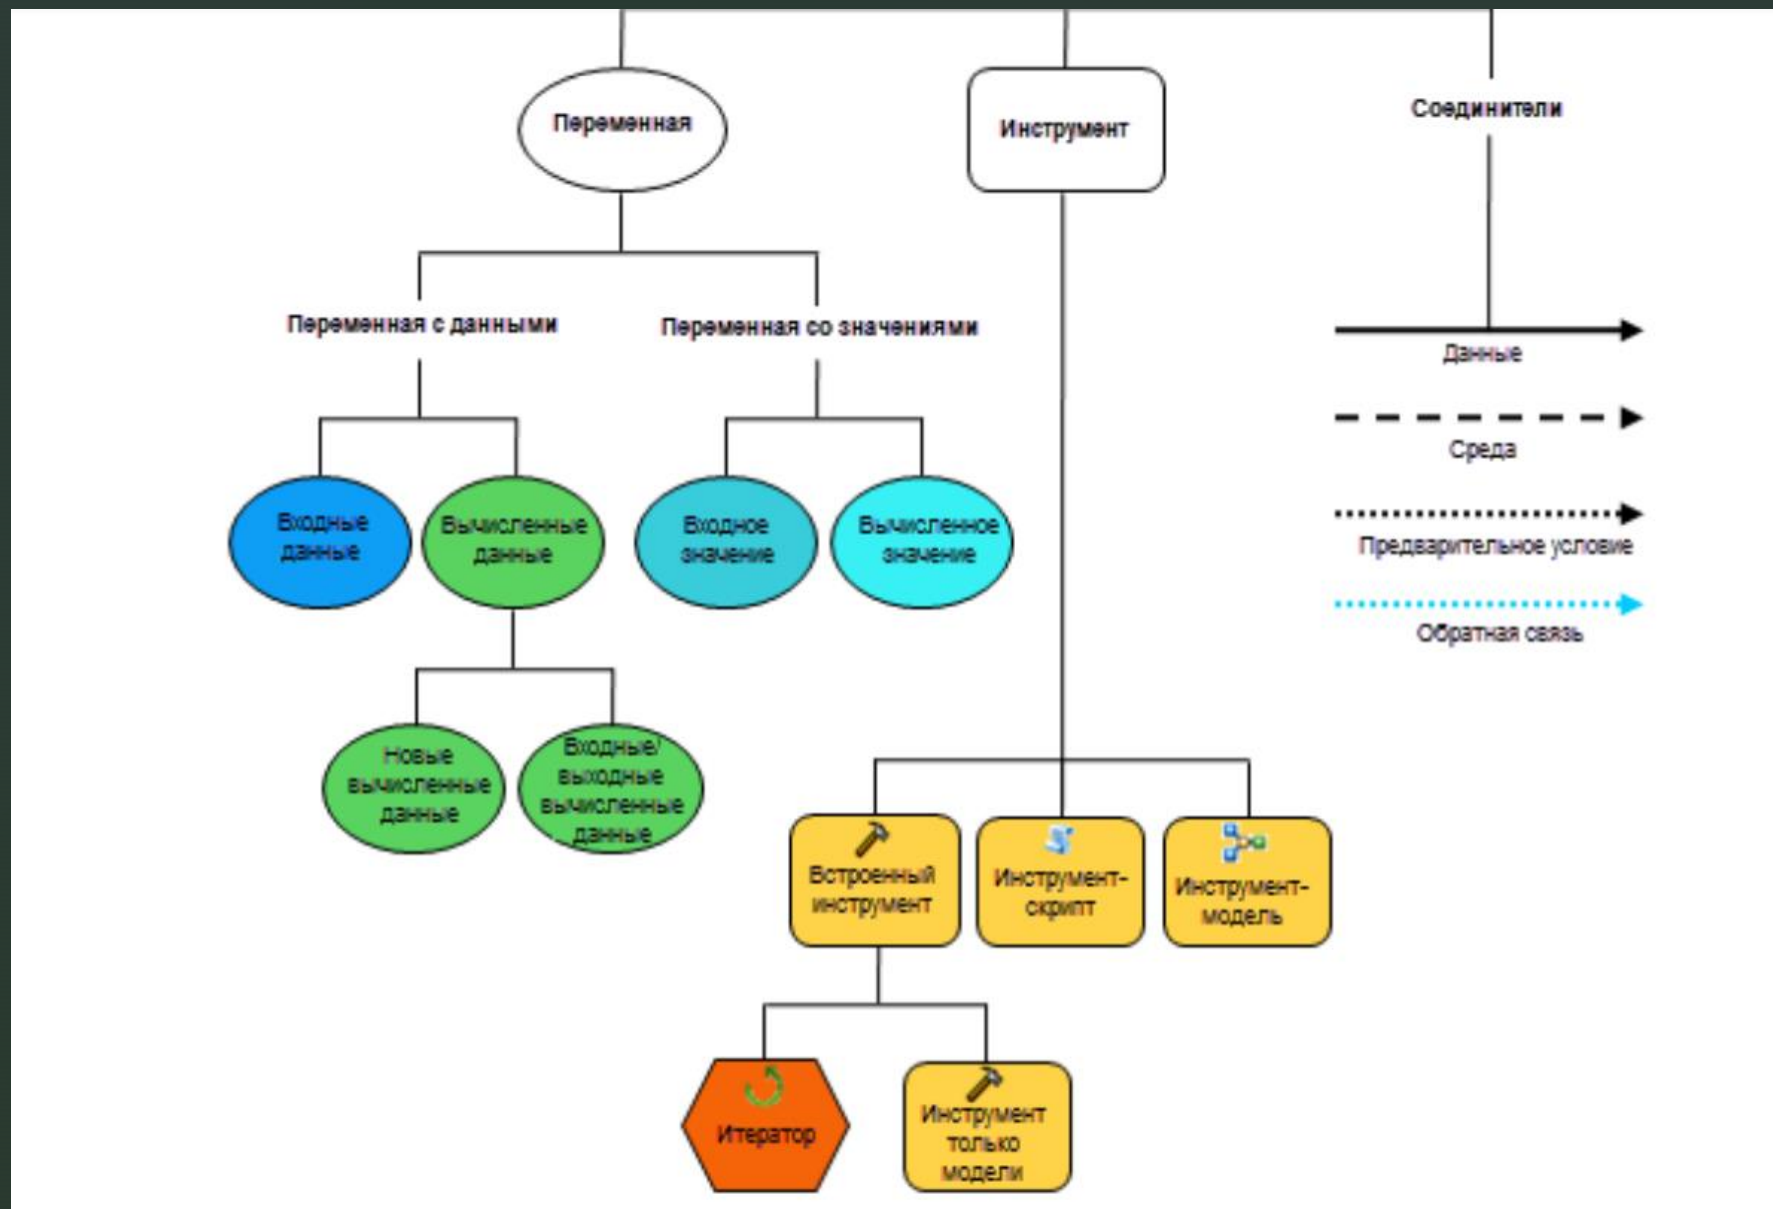 Переменная
Инструмент
Соединители
Переменная с данными
Переменная со значениями
Данные
Среда
Предварительное условие
Обратная связь
Входные
данные
Вычисленные
данные
Входное
значение
Вычисленное
значение
Новые
вычисленные
данные
Входные/
выходные
вычисленные
данные
Встроенный
инструмент
Инструмент-
скрипт
Инструмент-
модель
Итератор
Инструмент
только
модели